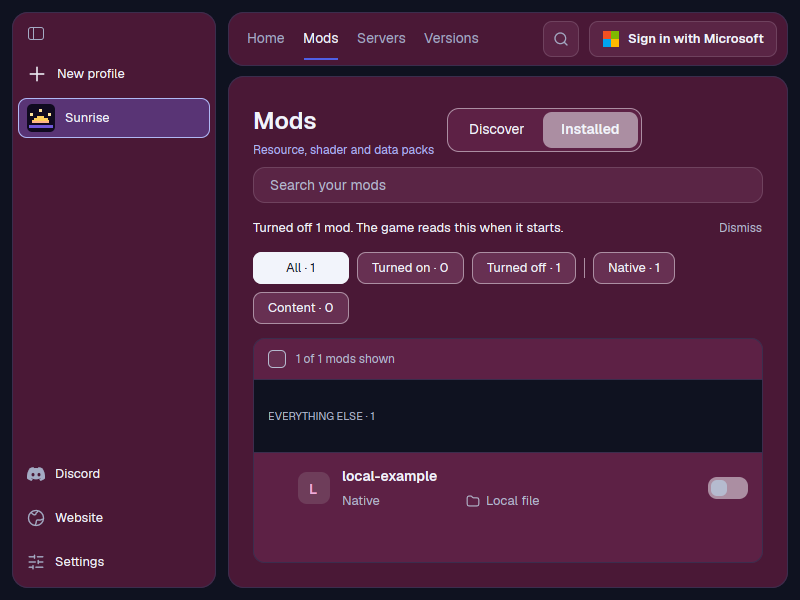 New profile
Sunrise
Discord
Website
Settings
Home Mods Servers Versions
Sign in with Microsoft
Mods
Resource, shader and data packs
Discover Installed
Search your mods
Turned off 1 mod. The game reads this when it starts. Dismiss
All · 1 Turned on · 0 Turned off · 1 Native · 1
Content · 0
1 of 1 mods shown
EVERYTHING ELSE · 1
L
local-example
Native Local file